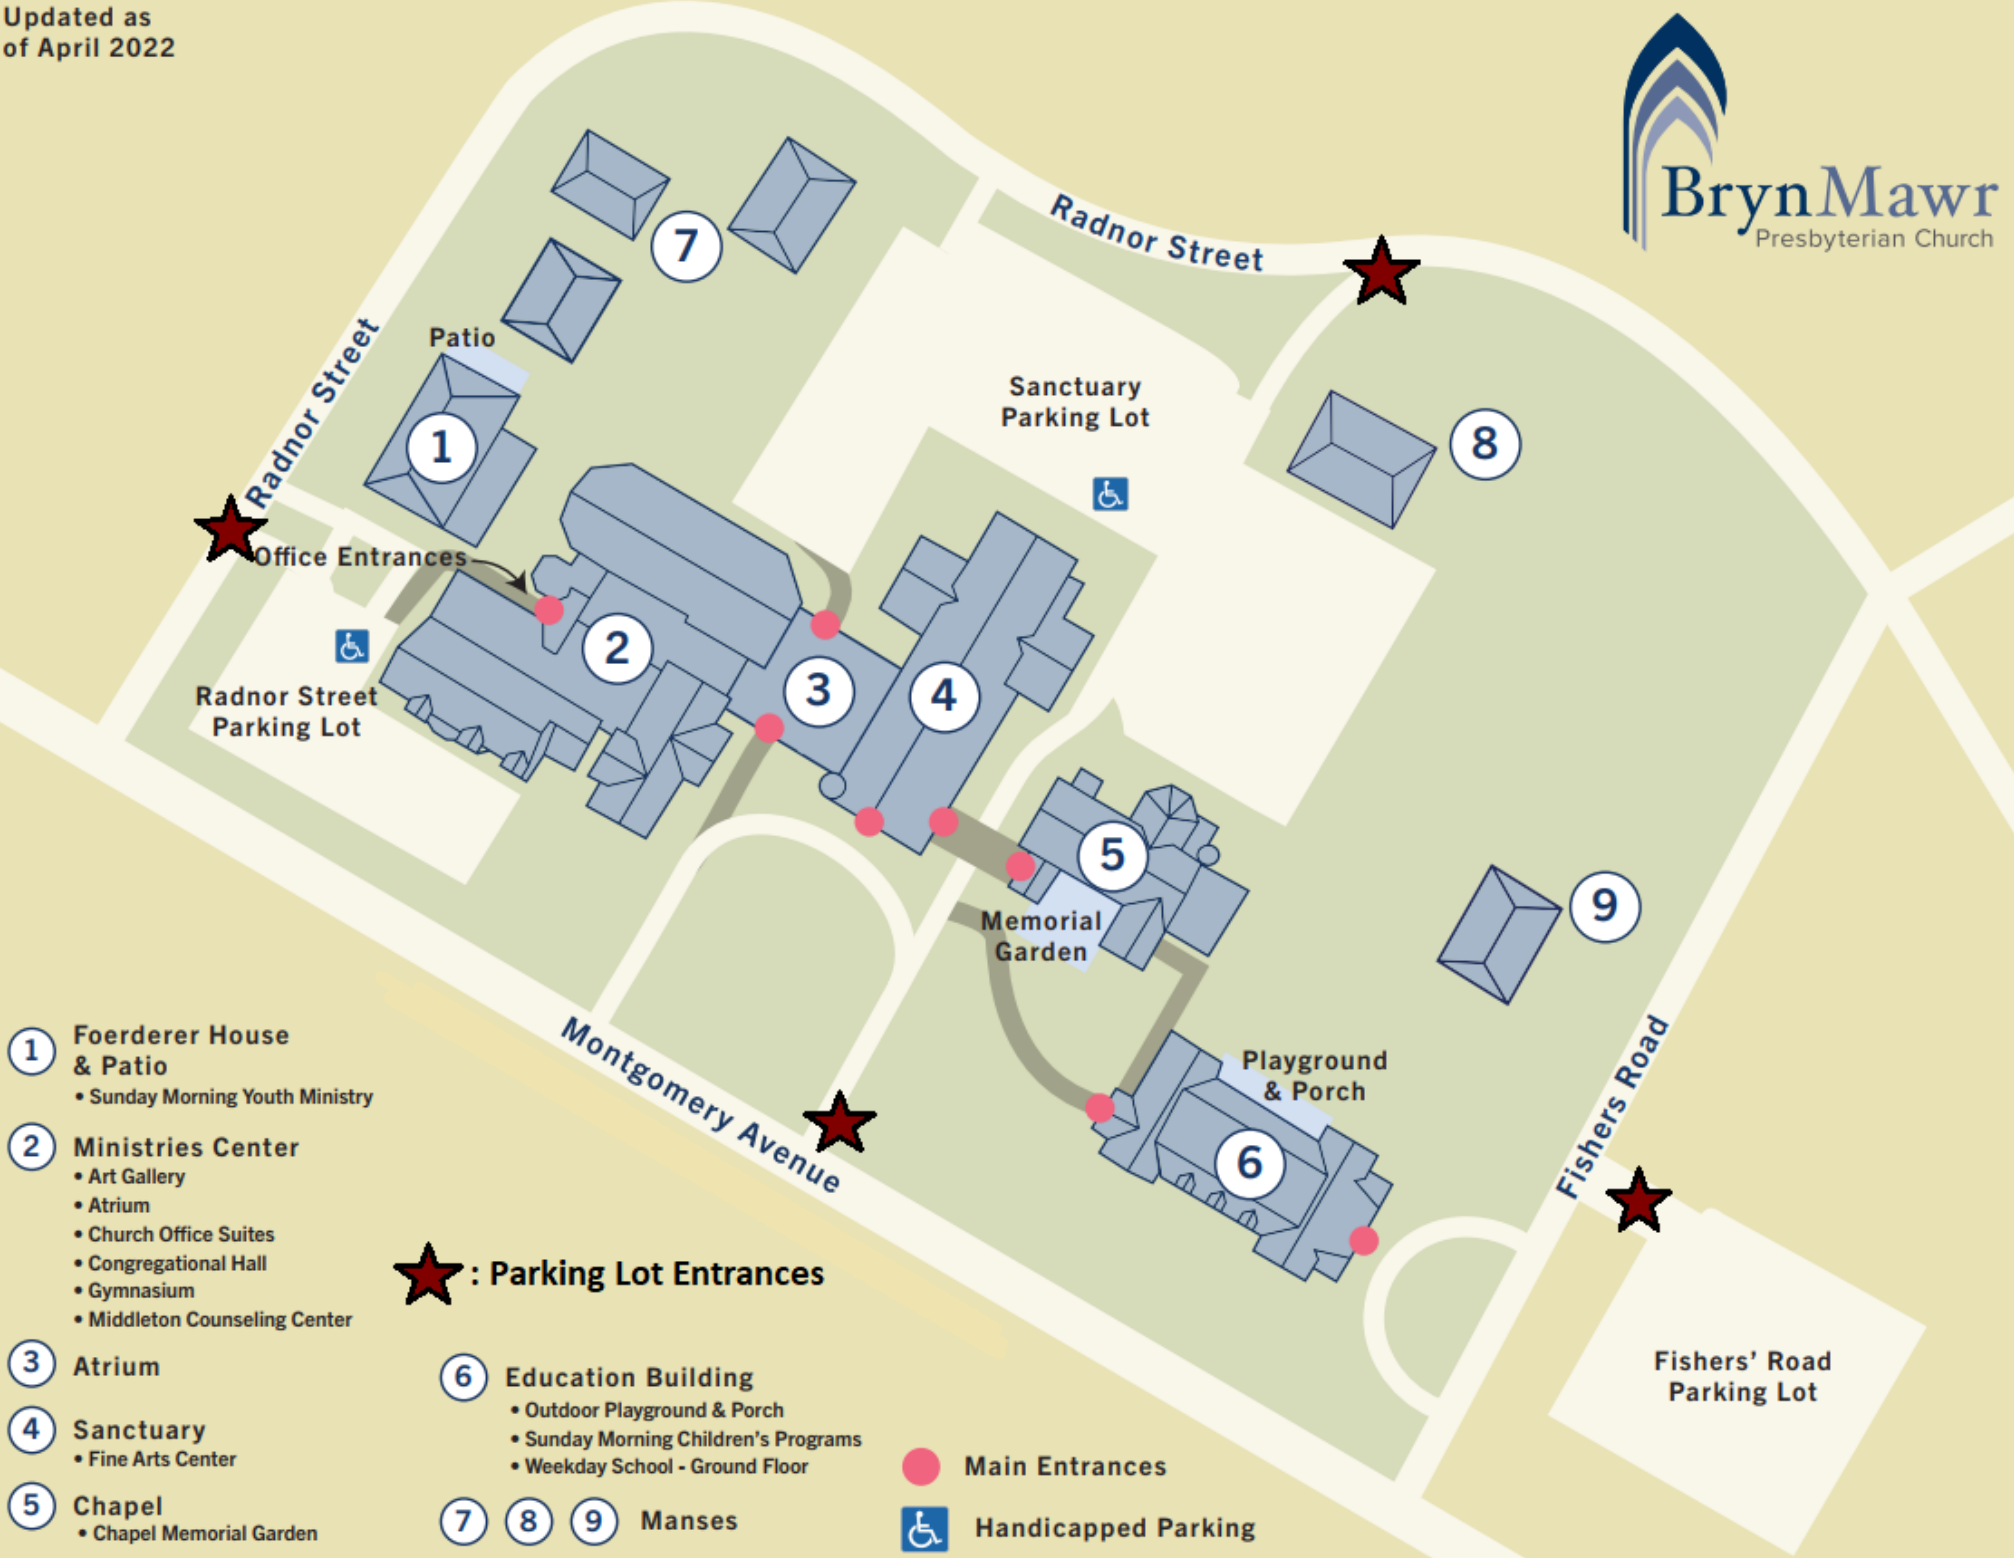 Updated as
of April 2022
BrynMawr
Presbyterian Church
Radnor Street
7
Patio
Radnor Street
Sanctuary
Parking Lot
8
1
Office Entrances
2
3
4
Radnor Street
Parking Lot
5
Memorial
Garden
9
Montgomery Avenue
Playground
& Porch
6
Fishers Road
Fishers' Road
Parking Lot
1 Foerderer House
& Patio
• Sunday Morning Youth Ministry
2 Ministries Center
• Art Gallery
• Atrium
• Church Office Suites
• Congregational Hall
• Gymnasium
• Middleton Counseling Center
3 Atrium
4 Sanctuary
• Fine Arts Center
5 Chapel
• Chapel Memorial Garden
: Parking Lot Entrances
6 Education Building
• Outdoor Playground & Porch
• Sunday Morning Children's Programs
• Weekday School - Ground Floor
7 8 9 Manses
Main Entrances
Handicapped Parking